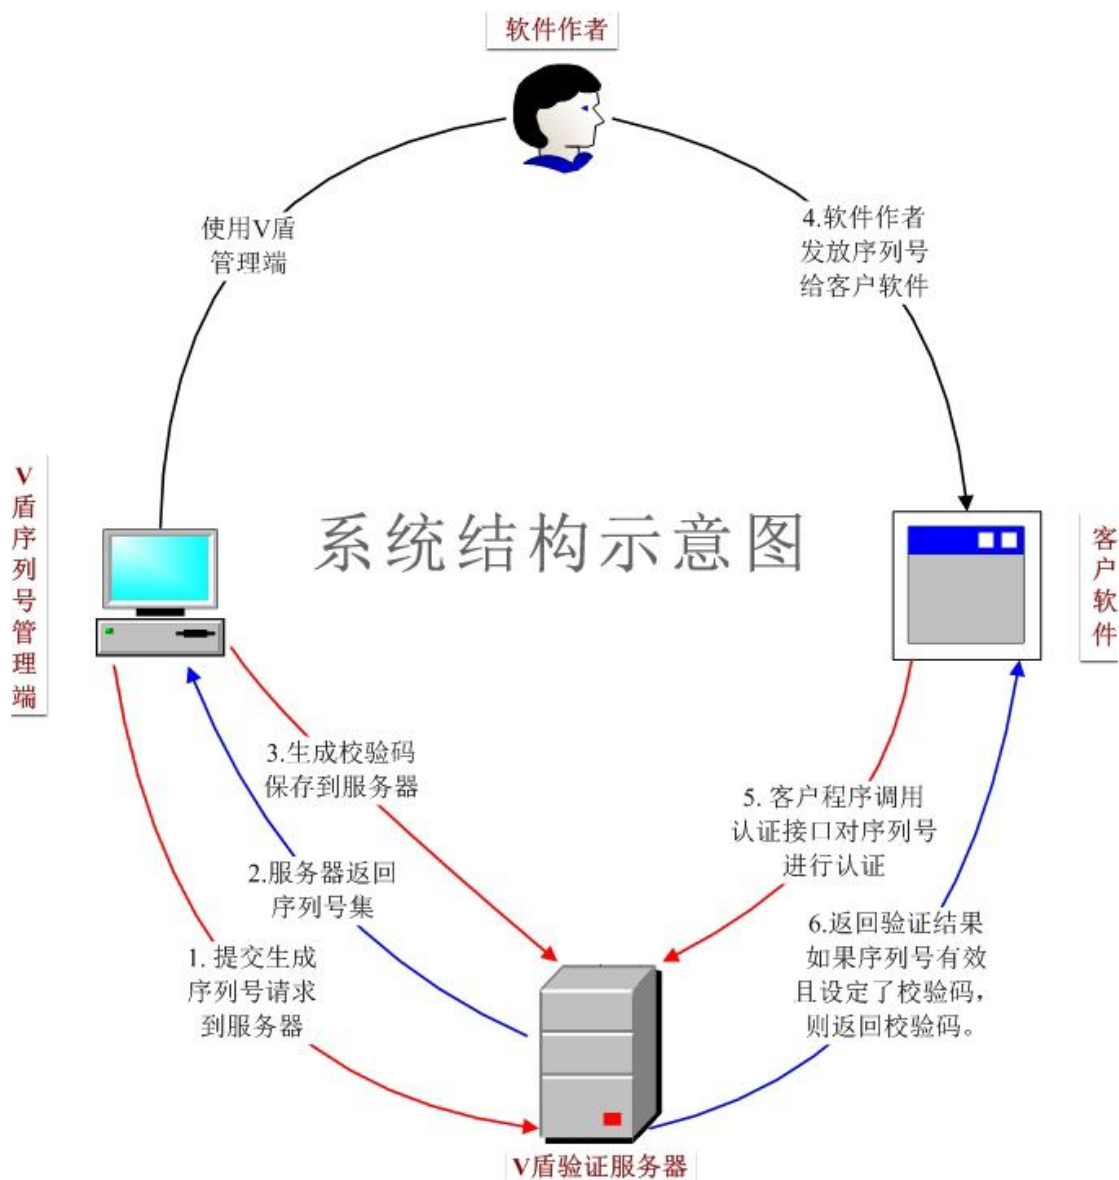 软件作者
使用V盾
管理端
4.软件作者
发放序列号
给客户软件
V盾序列号管理端
系统结构示意图
客户软件
3.生成校验码
保存到服务器
2.服务器返回
序列号集
1. 提交生成
序列号请求
到服务器
5. 客户程序调用
认证接口对序列号
进行认证
6.返回验证结果
如果序列号有效
且设定了校验码，
则返回校验码。
V盾验证服务器